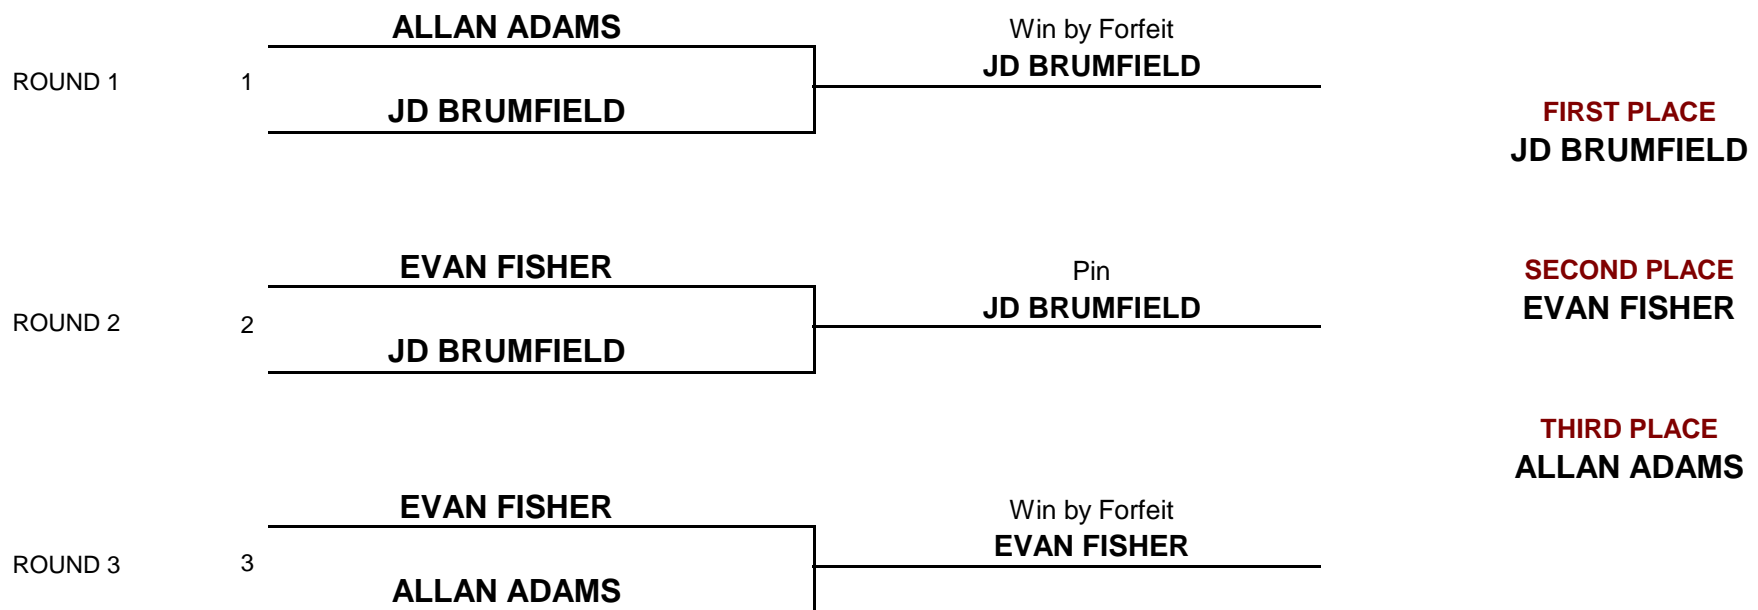 ALLAN ADAMS
Win by Forfeit
JD BRUMFIELD
ROUND 1
1
JD BRUMFIELD
FIRST PLACE
JD BRUMFIELD
EVAN FISHER
Pin
JD BRUMFIELD
SECOND PLACE
EVAN FISHER
ROUND 2
2
JD BRUMFIELD
THIRD PLACE
ALLAN ADAMS
EVAN FISHER
Win by Forfeit
EVAN FISHER
ROUND 3
3
ALLAN ADAMS